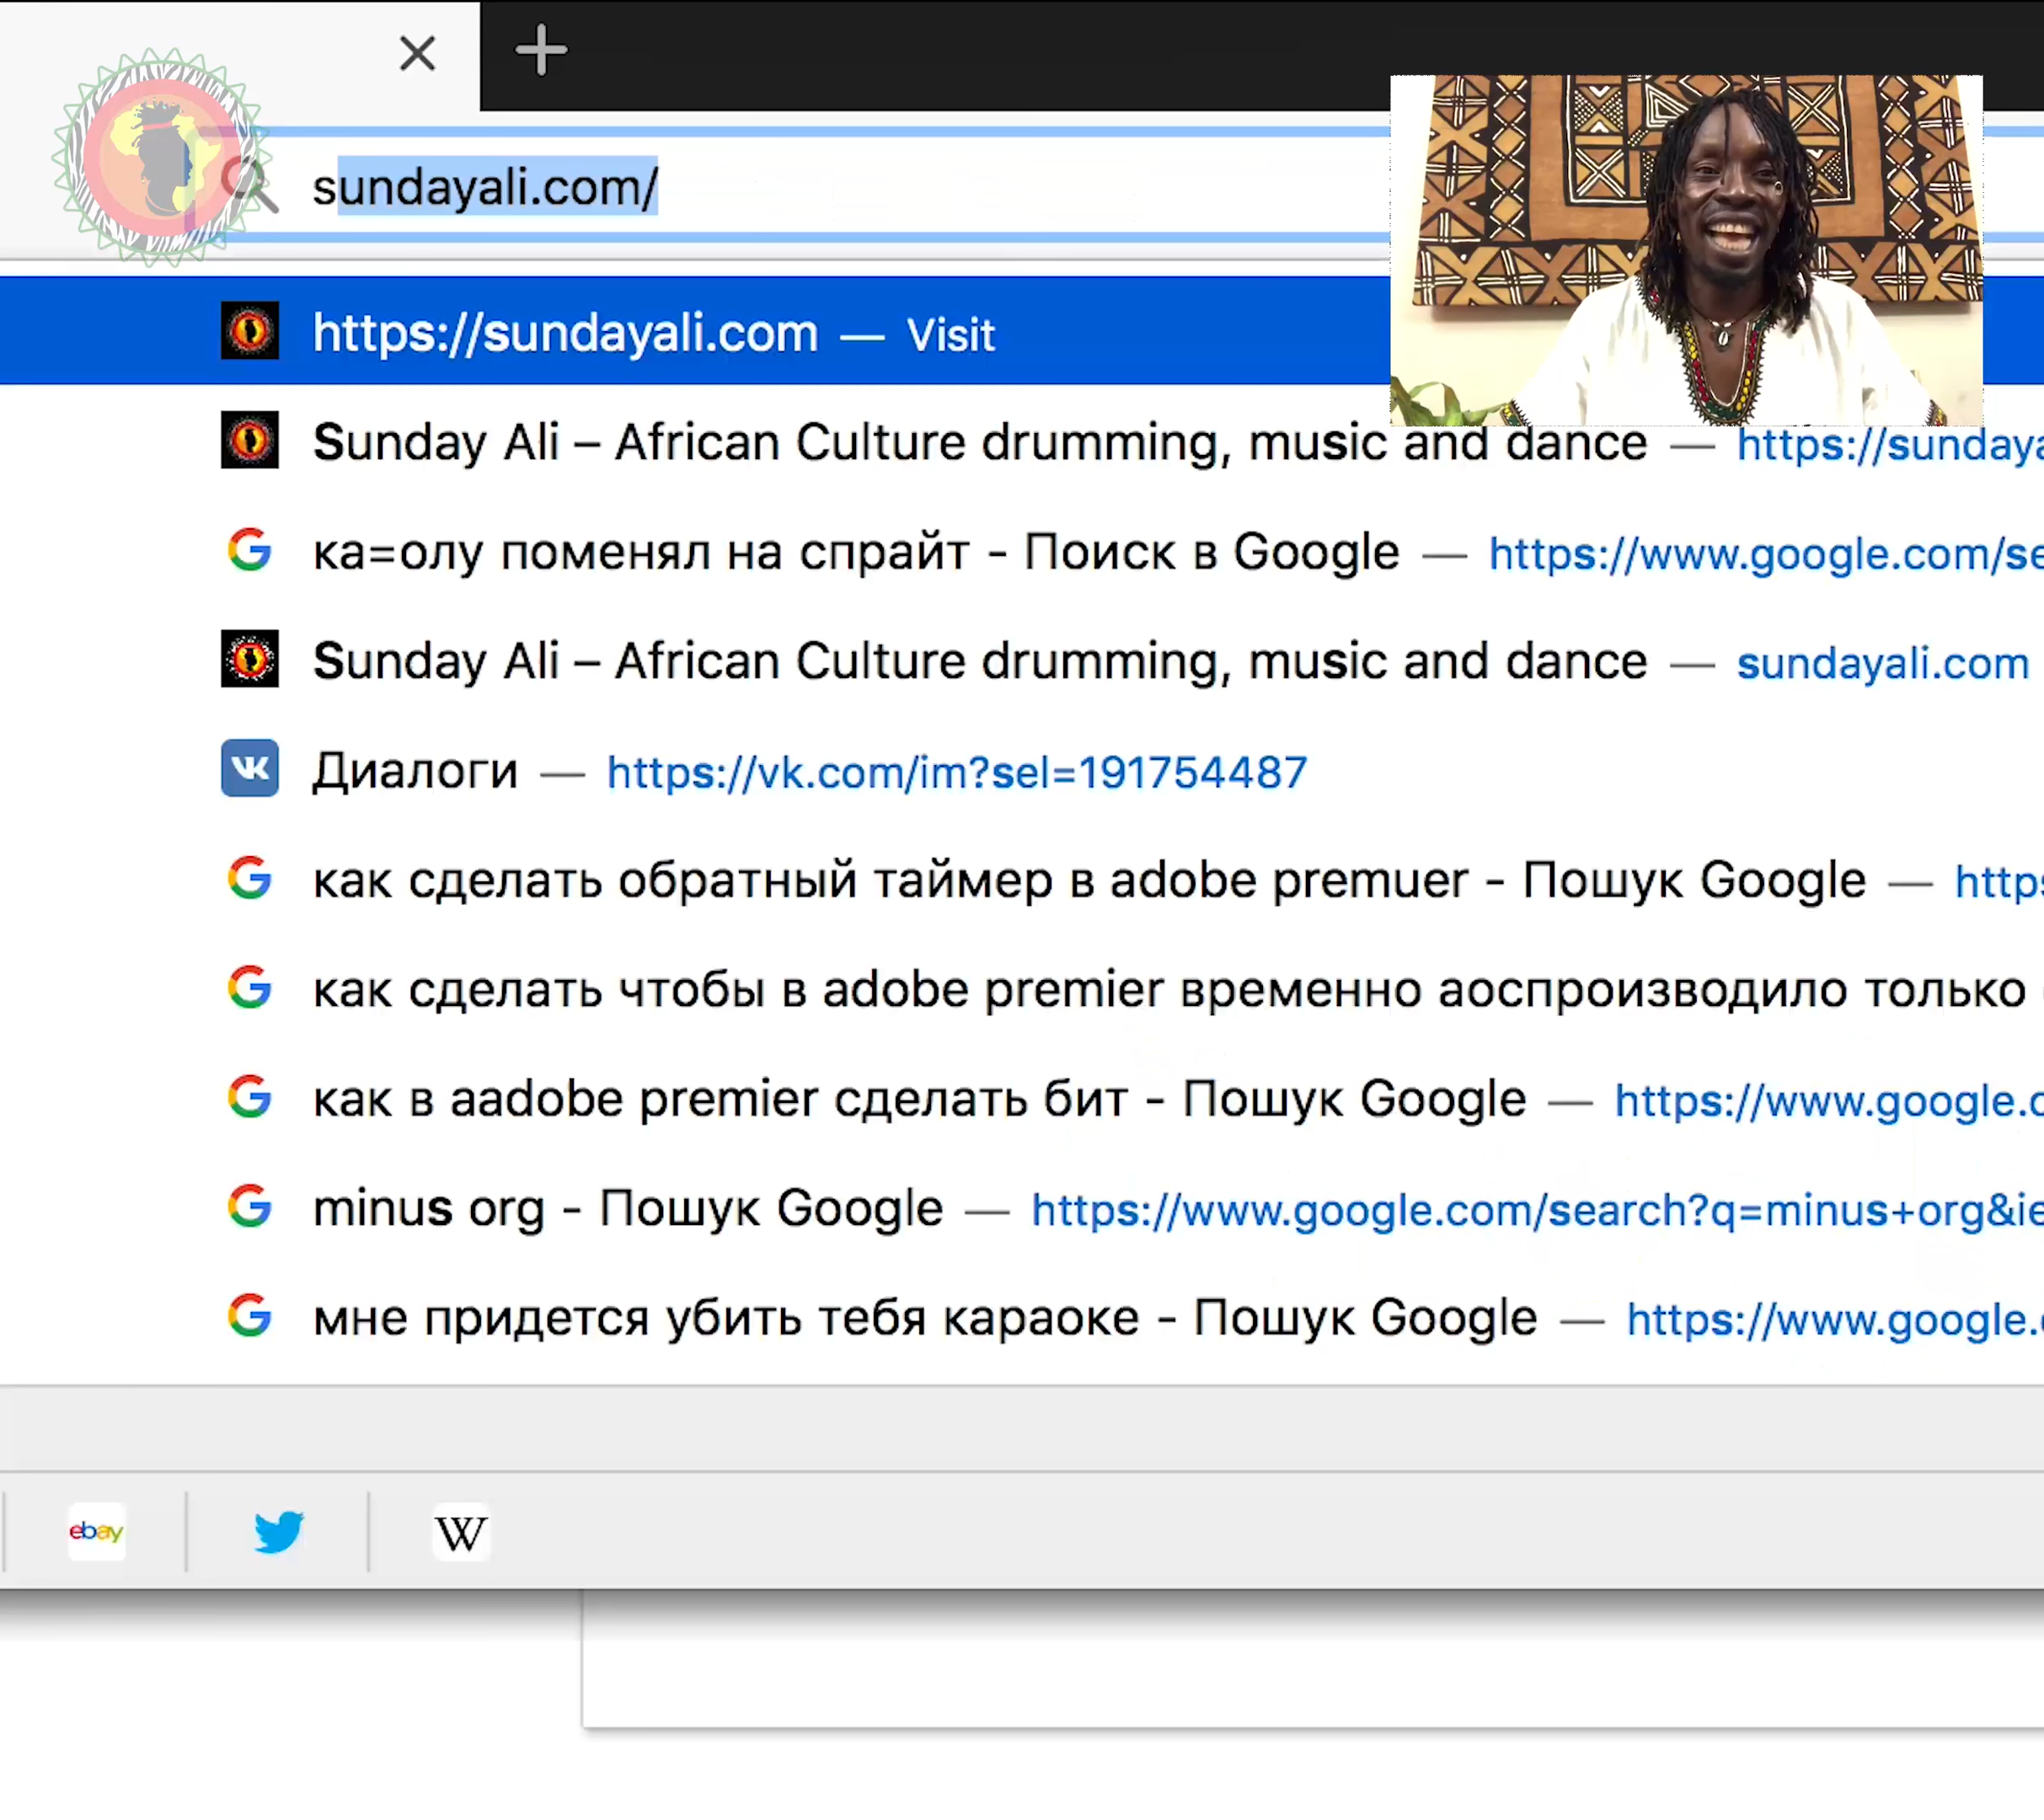 sundayali.com/
https://sundayali.com — Visit
Sunday Ali – African Culture drumming, music and dance — https://sunday
ка=олу поменял на спрайт - Поиск в Google — https://www.google.com/se
Sunday Ali – African Culture drumming, music and dance — sundayali.com
VK Диалоги — https://vk.com/im?sel=191754487
как сделать обратный таймер в adobe premuer - Пошук Google — https
как сделать чтобы в adobe premier временно аоспроизводило только
как в aadobe premier сделать бит - Пошук Google — https://www.google.c
minus org - Пошук Google — https://www.google.com/search?q=minus+org&ie
мне придется убить тебя караоке - Пошук Google — https://www.google.
ebay W